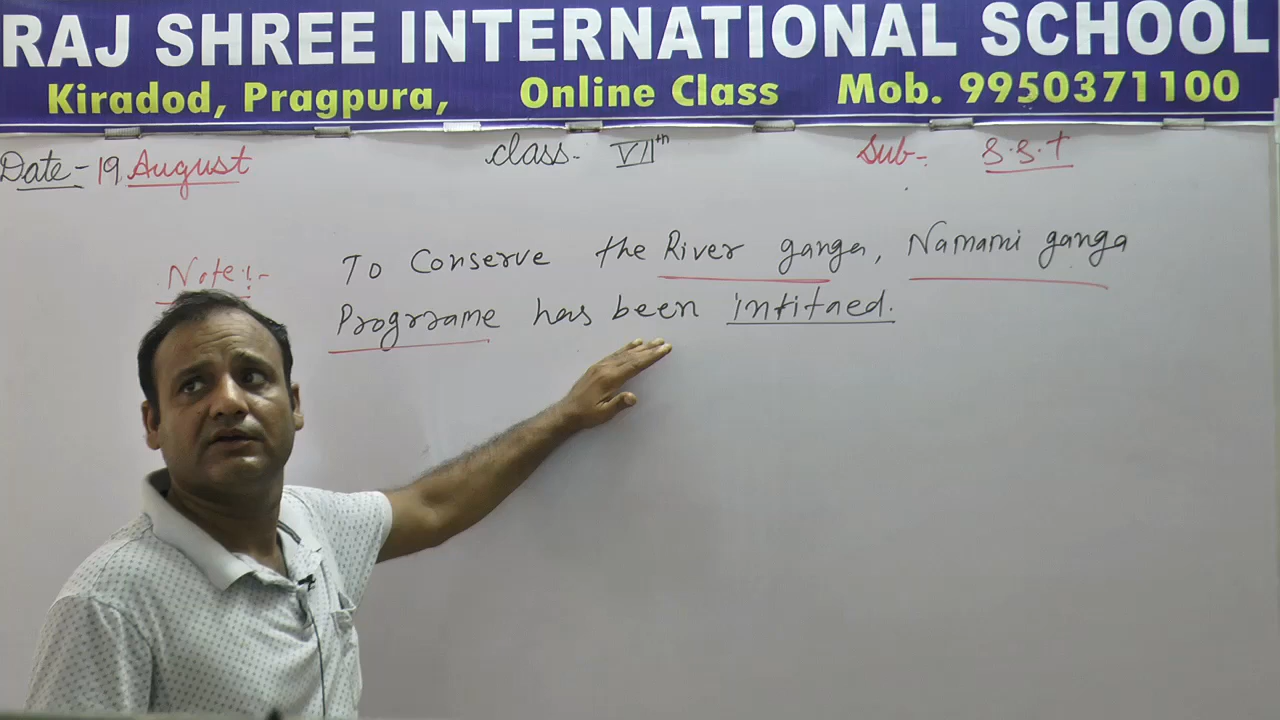 RAJ SHREE INTERNATIONAL SCHOOL
Kiradod, Pragpura, Online Class Mob. 9950371100
Date- 19 August Class- VIIth Sub- S.S.t
Note:- To Conserve the River ganga, Namami ganga
Progrrame has been intitaed.